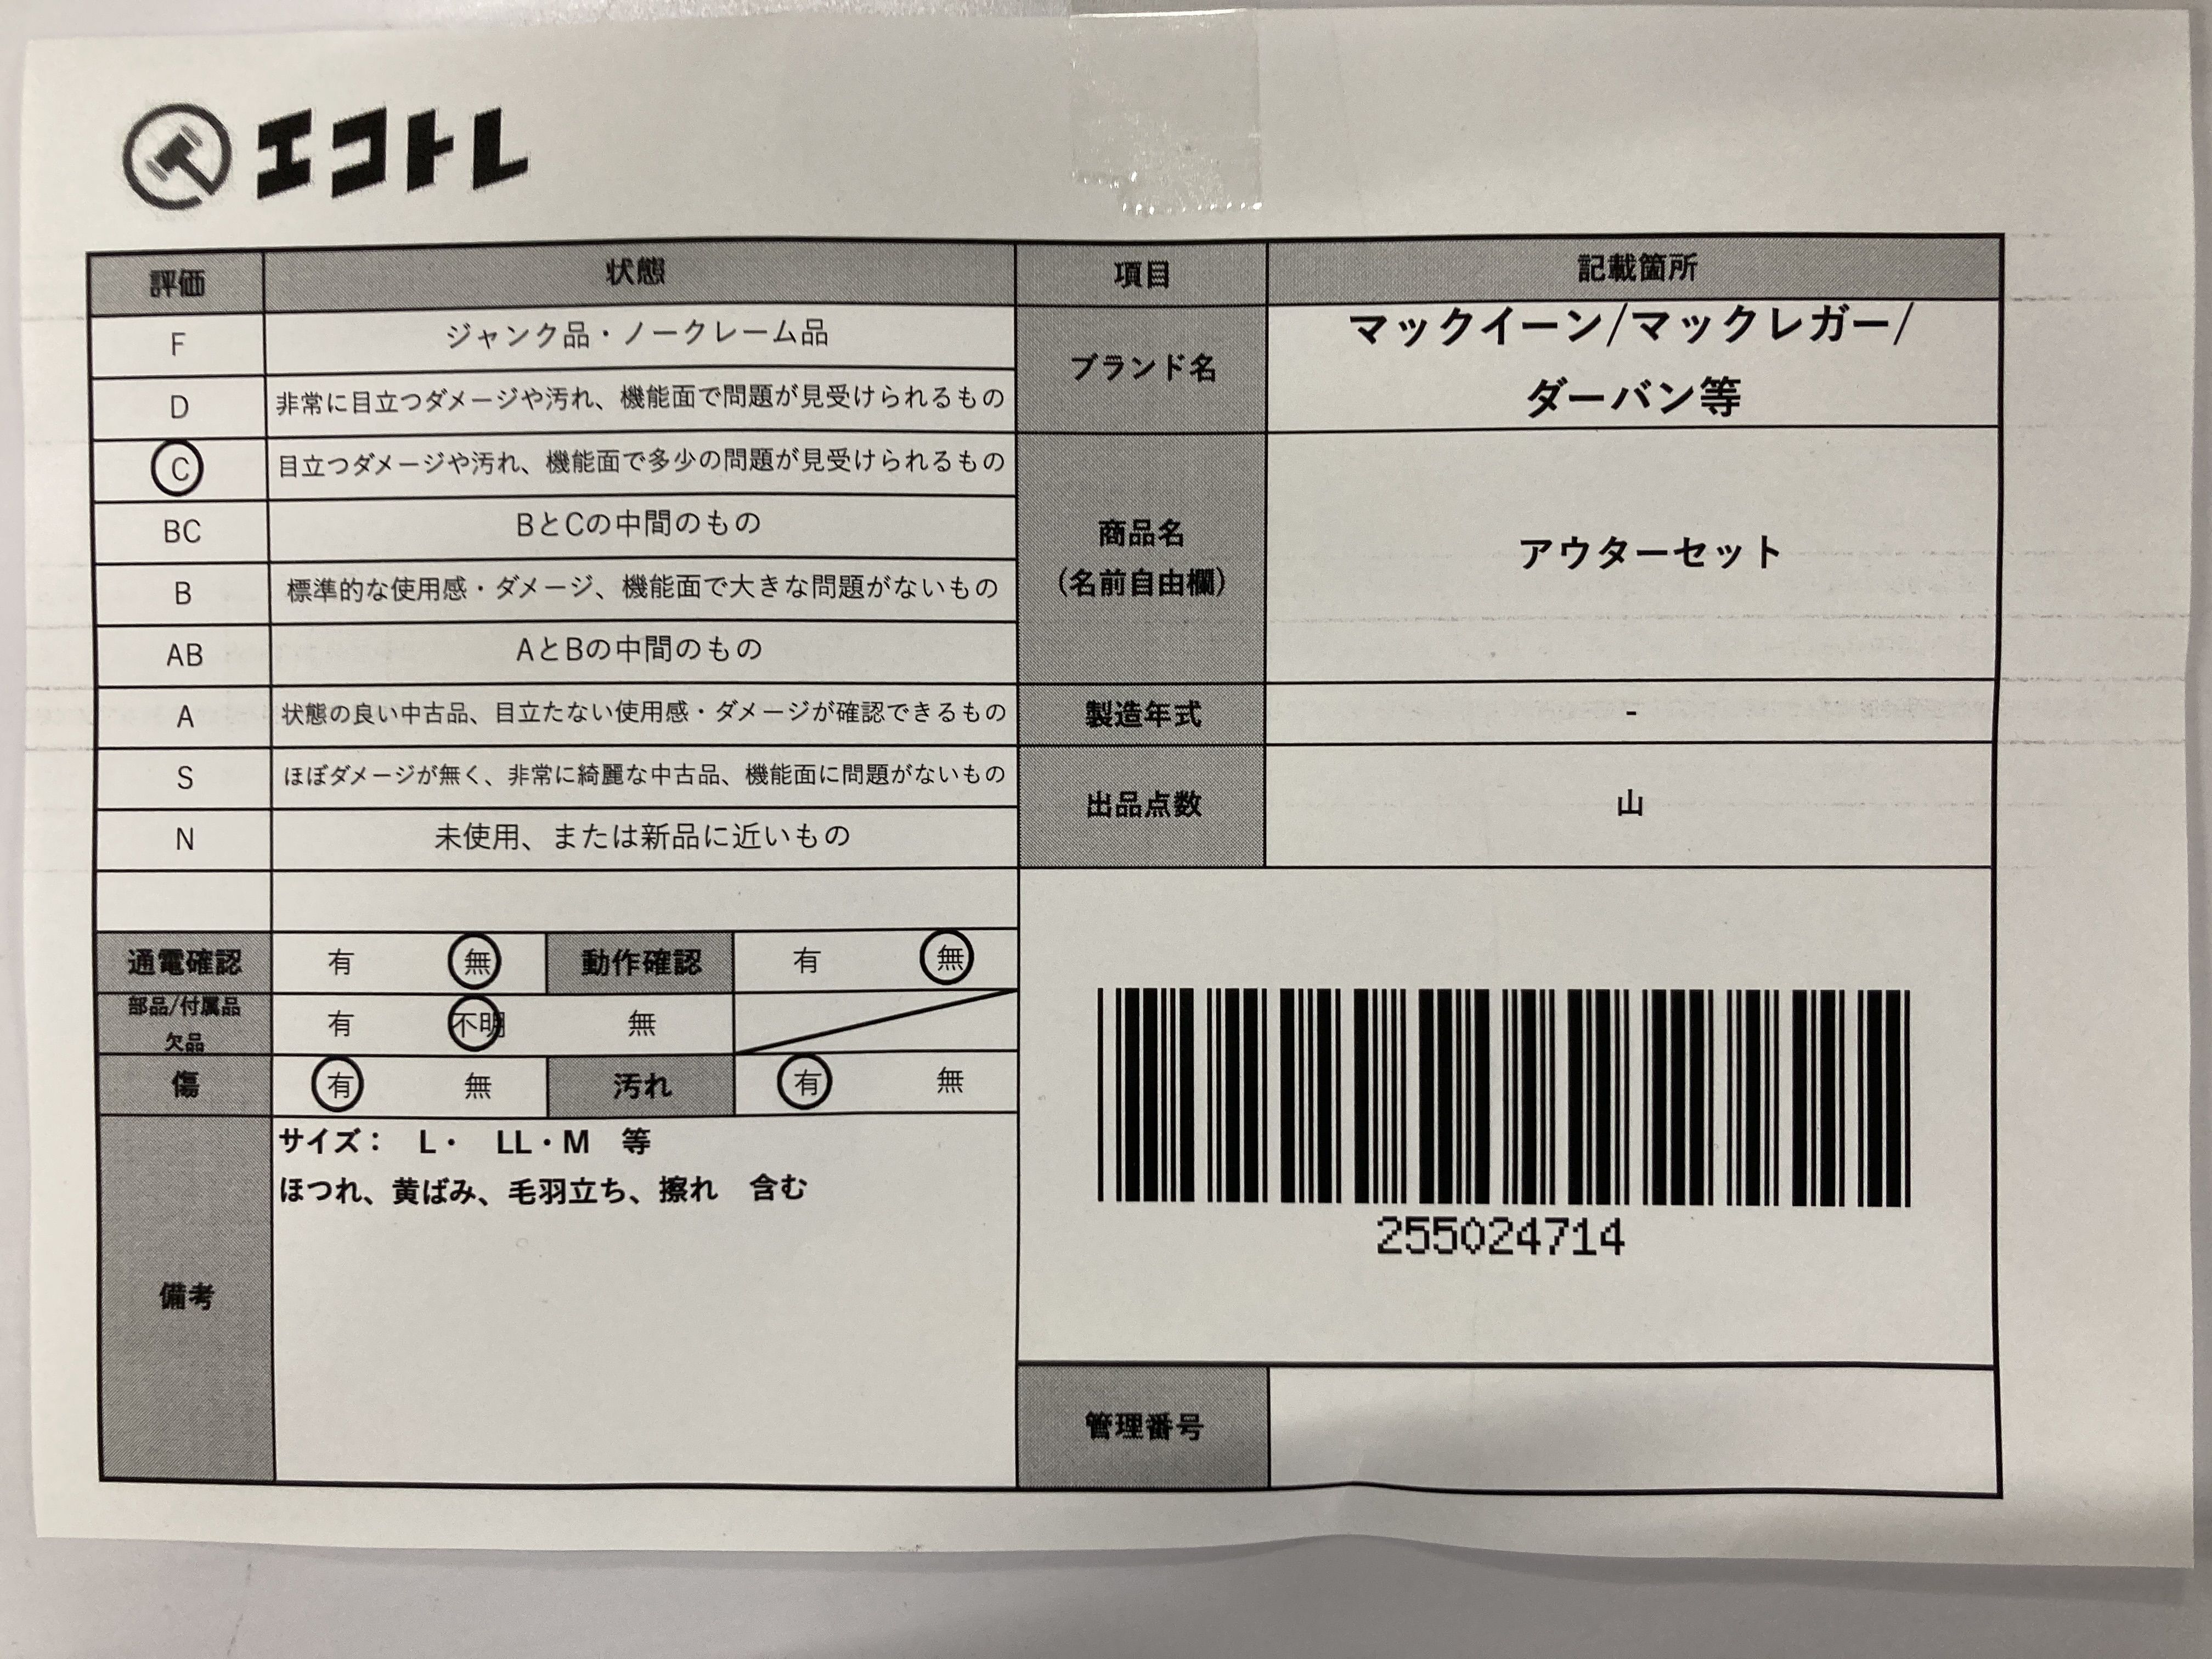 エコトレ
評価 状態 項目 記載箇所
F ジャンク品・ノークレーム品
D 非常に目立つダメージや汚れ、機能面で問題が見受けられるもの
C 目立つダメージや汚れ、機能面で多少の問題が見受けられるもの
BC BとCの中間のもの
B 標準的な使用感・ダメージ、機能面で大きな問題がないもの
AB AとBの中間のもの
A 状態の良い中古品、目立たない使用感・ダメージが確認できるもの
S ほぼダメージが無く、非常に綺麗な中古品、機能面に問題がないもの
N 未使用、または新品に近いもの
ブランド名
マックイーン/マックレガー/
ダーバン等
商品名
(名前自由欄)
アウターセット
製造年式 -
出品点数 山
通電確認 有 無 動作確認 有 無
部品/付属品
欠品
有 不明 無
傷 有 無 汚れ 有 無
備考
サイズ： L・ LL・M 等
ほつれ、黄ばみ、毛羽立ち、擦れ 含む
255024714
管理番号